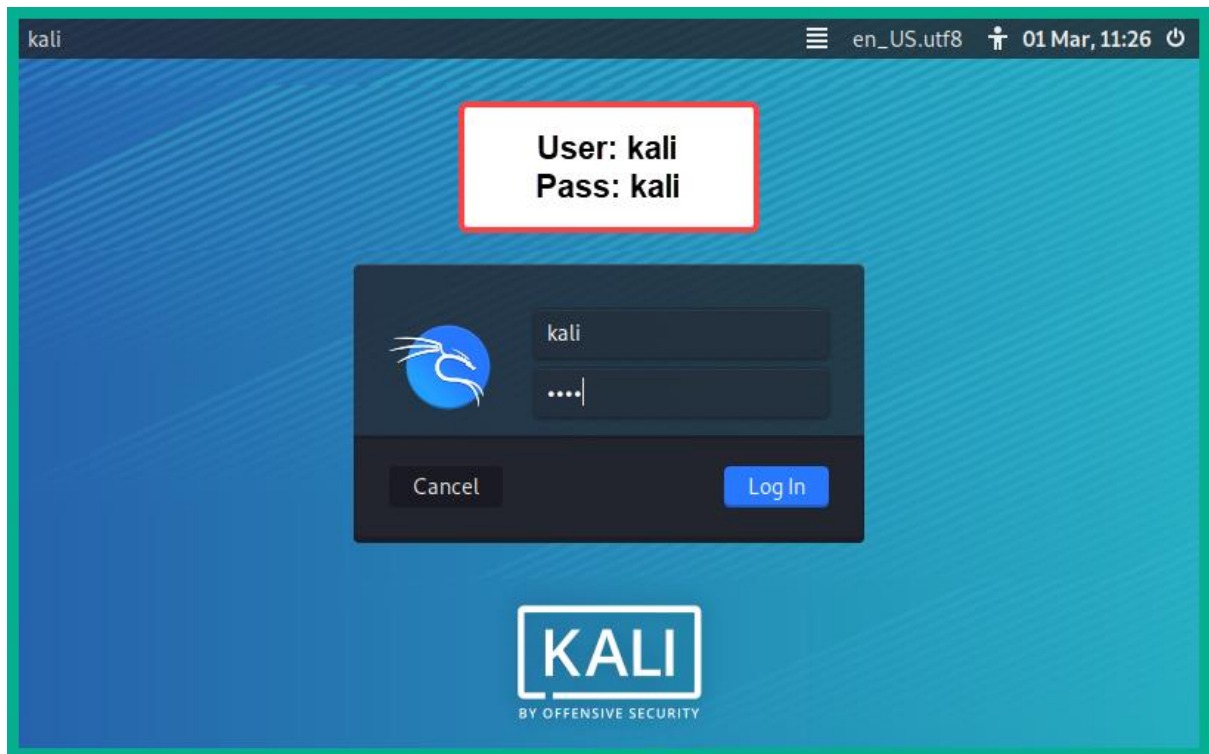 kali en_US.utf8 01 Mar, 11:26
User: kali
Pass: kali
kali
••••
Cancel Log In
KALI
BY OFFENSIVE SECURITY